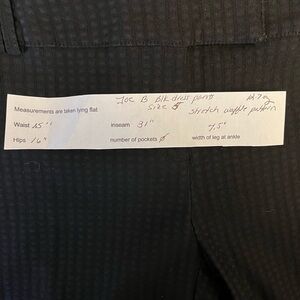 Joe B Blk dress pants
size 5 stretch waffle pattern
Measurements are taken lying flat
Waist 15" inseam 31" 7.5"
Hips 16" number of pockets 0 width of leg at ankle